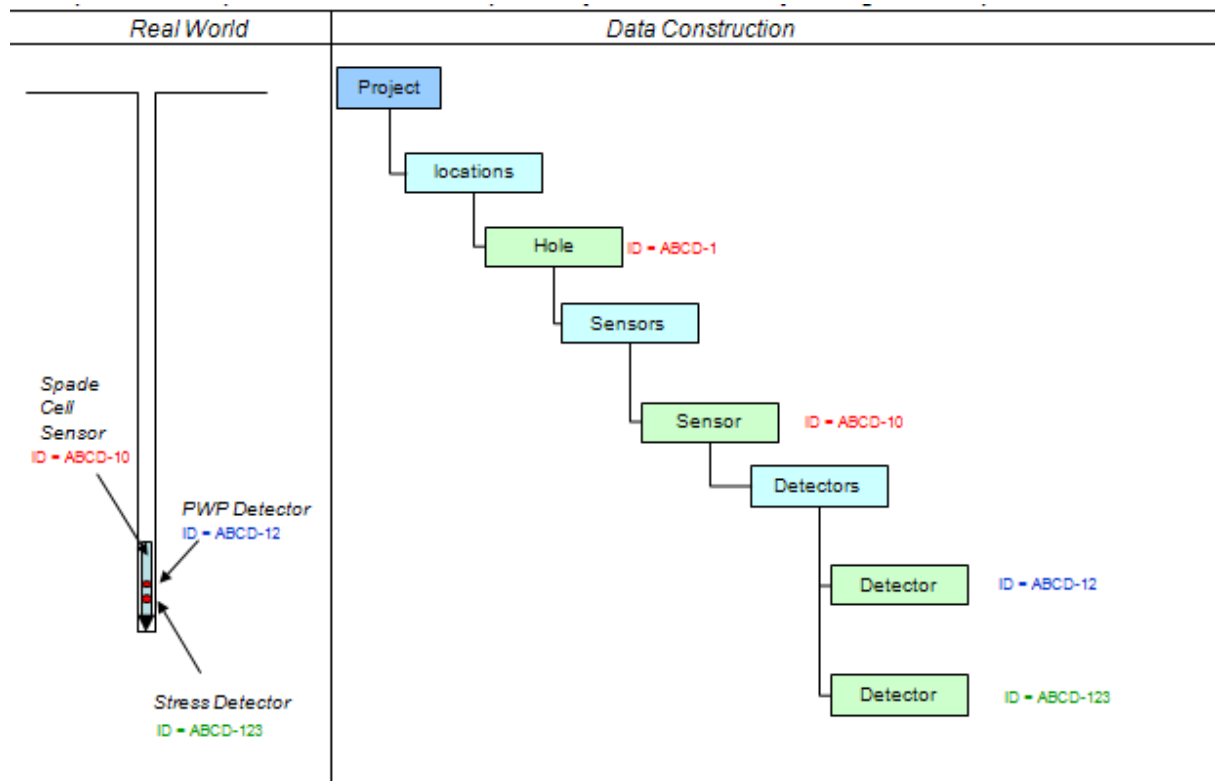 Real World
Data Construction
Project
locations
Hole
ID = ABCD-1
Sensors
Spade
Cell
Sensor
ID = ABCD-10
Sensor
ID = ABCD-10
Detectors
PWP Detector
ID = ABCD-12
Detector
ID = ABCD-12
Stress Detector
ID = ABCD-123
Detector
ID = ABCD-123